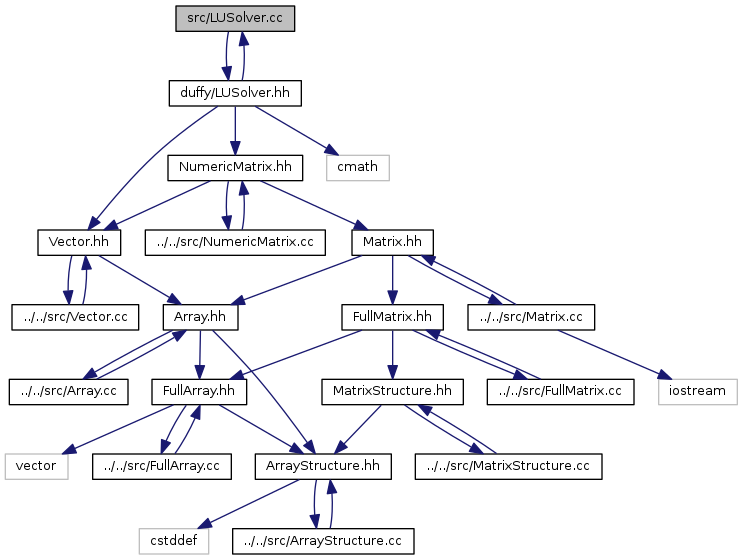 src/LUSolver.cc
duffy/LUSolver.hh
NumericMatrix.hh
cmath
Vector.hh
../../src/NumericMatrix.cc
Matrix.hh
../../src/Vector.cc
Array.hh
FullMatrix.hh
../../src/Matrix.cc
../../src/Array.cc
FullArray.hh
MatrixStructure.hh
../../src/FullMatrix.cc
iostream
vector
../../src/FullArray.cc
ArrayStructure.hh
../../src/MatrixStructure.cc
cstddef
../../src/ArrayStructure.cc